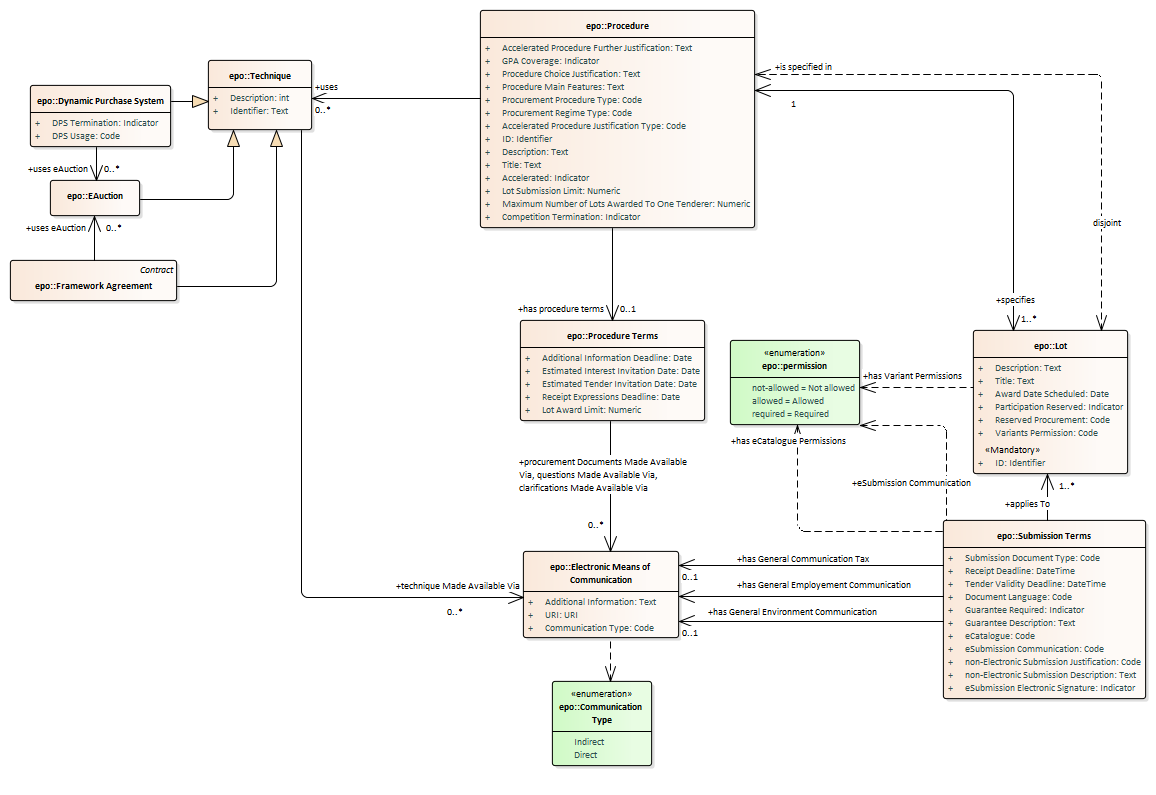 epo::Procedure
+ Accelerated Procedure Further Justification: Text
+ GPA Coverage: Indicator
+ Procedure Choice Justification: Text
+ Procedure Main Features: Text
+ Procurement Procedure Type: Code
+ Procurement Regime Type: Code
+ Accelerated Procedure Justification Type: Code
+ ID: Identifier
+ Description: Text
+ Title: Text
+ Accelerated: Indicator
+ Lot Submission Limit: Numeric
+ Maximum Number of Lots Awarded To One Tenderer: Numeric
+ Competition Termination: Indicator
epo::Technique
+ Description: int
+ Identifier: Text
+uses
0..*
epo::Dynamic Purchase System
+ DPS Termination: Indicator
+ DPS Usage: Code
+uses eAuction
0..*
epo::EAuction
+uses eAuction
0..*
Contract
epo::Framework Agreement
+is specified in
1
disjoint
+specifies
1..*
+has procedure terms
0..1
epo::Procedure Terms
+ Additional Information Deadline: Date
+ Estimated Interest Invitation Date: Date
+ Estimated Tender Invitation Date: Date
+ Receipt Expressions Deadline: Date
+ Lot Award Limit: Numeric
«enumeration»
epo::permission
not-allowed = Not allowed
allowed = Allowed
required = Required
+has Variant Permissions
+has eCatalogue Permissions
+eSubmission Communication
epo::Lot
+ Description: Text
+ Title: Text
+ Award Date Scheduled: Date
+ Participation Reserved: Indicator
+ Reserved Procurement: Code
+ Variants Permission: Code
«Mandatory»
+ ID: Identifier
1..*
+applies To
+procurement Documents Made Available
Via, questions Made Available Via,
clarifications Made Available Via
0..*
epo::Submission Terms
+ Submission Document Type: Code
+ Receipt Deadline: DateTime
+ Tender Validity Deadline: DateTime
+ Document Language: Code
+ Guarantee Required: Indicator
+ Guarantee Description: Text
+ eCatalogue: Code
+ eSubmission Communication: Code
+ non-Electronic Submission Justification: Code
+ non-Electronic Submission Description: Text
+ eSubmission Electronic Signature: Indicator
+has General Communication Tax
0..1
+has General Employement Communication
+has General Environment Communication
0..1
+technique Made Available Via
0..*
epo::Electronic Means of
Communication
+ Additional Information: Text
+ URI: URI
+ Communication Type: Code
«enumeration»
epo::Communication
Type
Indirect
Direct